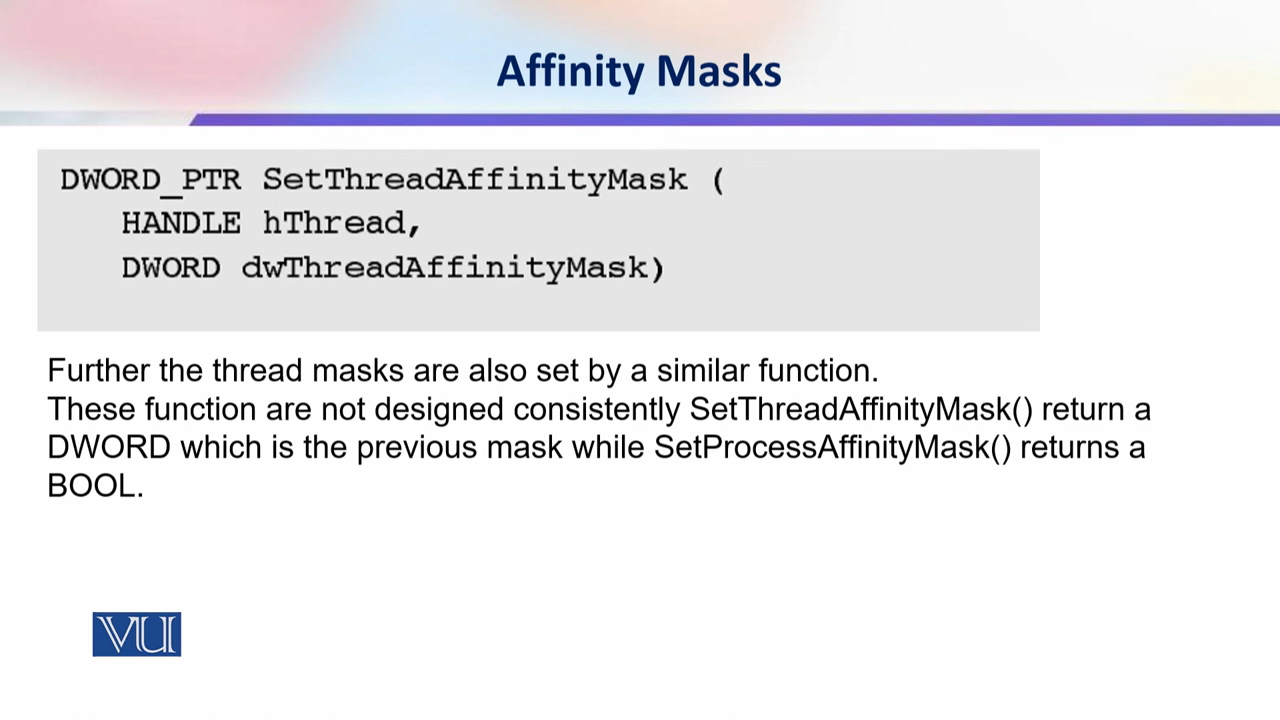 Affinity Masks
DWORD_PTR SetThreadAffinityMask (
HANDLE hThread,
DWORD dwThreadAffinityMask)
Further the thread masks are also set by a similar function.
These function are not designed consistently SetThreadAffinityMask() return a
DWORD which is the previous mask while SetProcessAffinityMask() returns a
BOOL.
VU